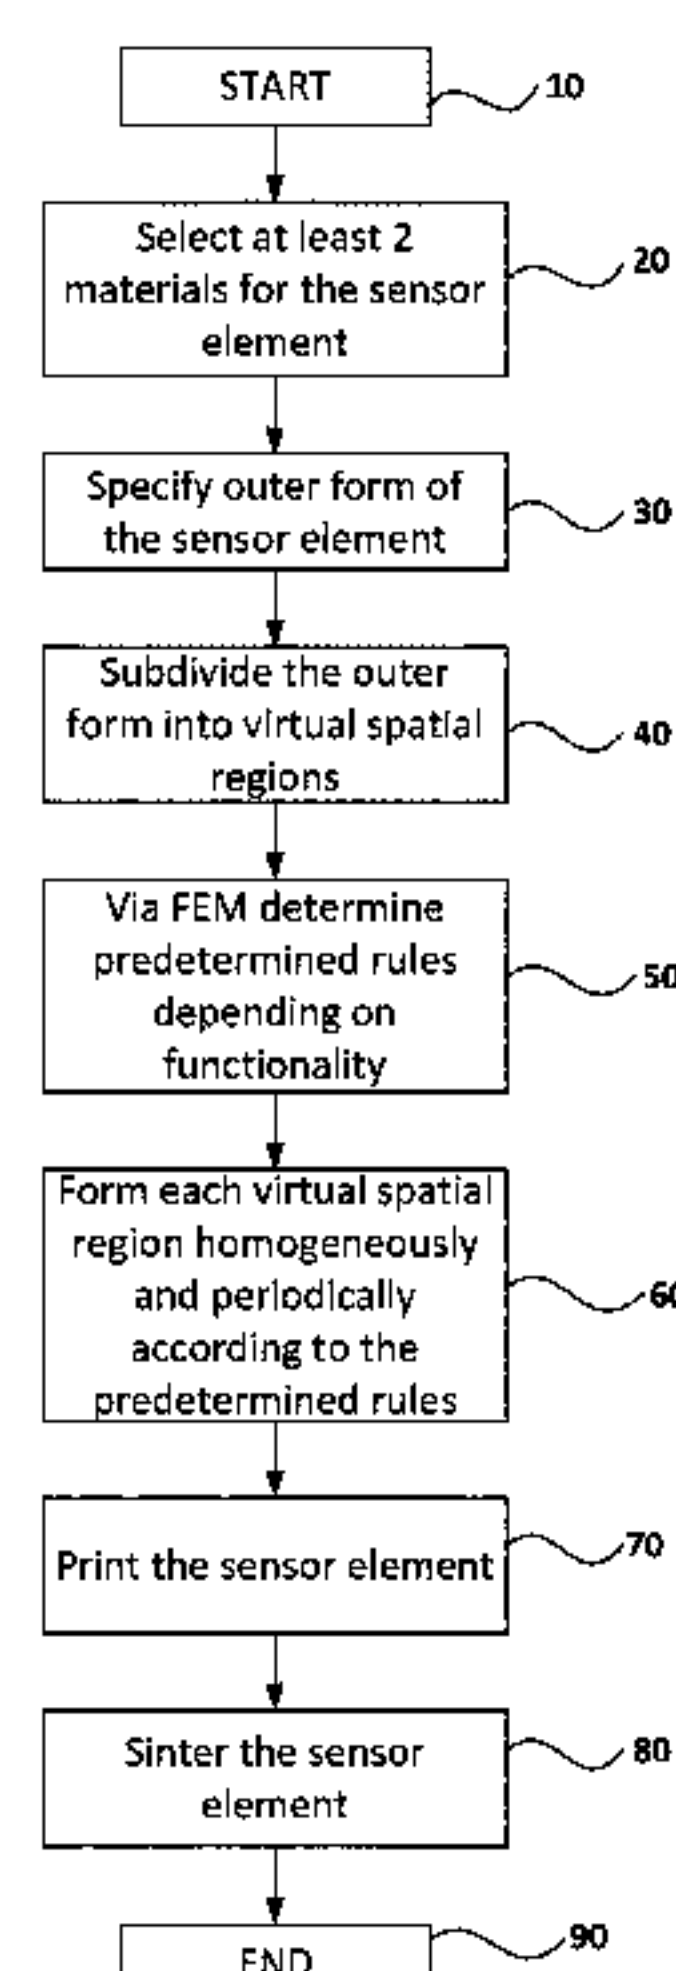 START
10
Select at least 2
materials for the sensor
element
20
Specify outer form of
the sensor element
30
Subdivide the outer
form into virtual spatial
regions
40
Via FEM determine
predetermined rules
depending on
functionality
50
Form each virtual spatial
region homogeneously
and periodically
according to the
predetermined rules
60
Print the sensor element
70
Sinter the sensor
element
80
END
90